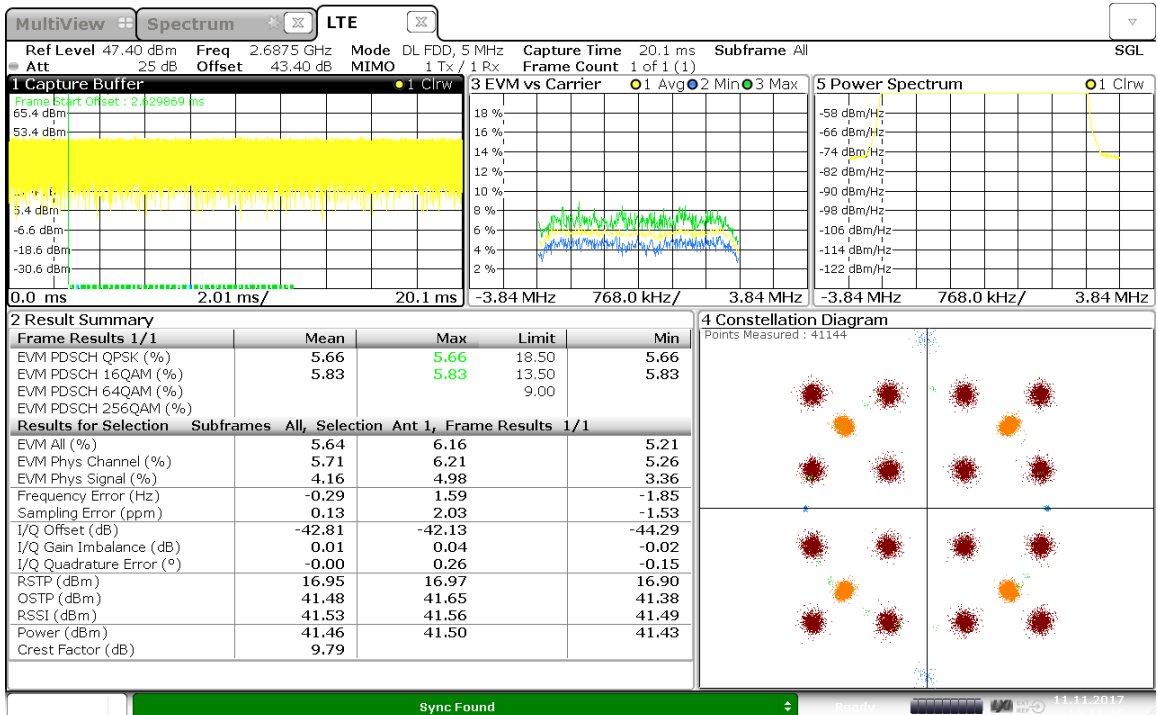 MultiView Spectrum LTE
Ref Level 47.40 dBm Freq 2.6875 GHz Mode DL FDD, 5 MHz Capture Time 20.1 ms Subframe All SGL
Att 25 dB Offset 43.40 dB MIMO 1 Tx / 1 Rx Frame Count 1 of 1 (1)
1 Capture Buffer 1 Clrw
Frame Start Offset : 2.629869 ms
65.4 dBm
53.4 dBm
5.4 dBm
-6.6 dBm
-18.6 dBm
-30.6 dBm
0.0 ms 2.01 ms/ 20.1 ms
3 EVM vs Carrier 1 Avg 2 Min 3 Max
18 %
16 %
14 %
12 %
10 %
8 %
6 %
4 %
2 %
-3.84 MHz 768.0 kHz/ 3.84 MHz
5 Power Spectrum 1 Clrw
-58 dBm/Hz
-66 dBm/Hz
-74 dBm/Hz
-82 dBm/Hz
-90 dBm/Hz
-98 dBm/Hz
-106 dBm/Hz
-114 dBm/Hz
-122 dBm/Hz
-3.84 MHz 768.0 kHz/ 3.84 MHz
2 Result Summary
Frame Results 1/1 Mean Max Limit Min
EVM PDSCH QPSK (%) 5.66 5.66 18.50 5.66
EVM PDSCH 16QAM (%) 5.83 5.83 13.50 5.83
EVM PDSCH 64QAM (%) 9.00
EVM PDSCH 256QAM (%)
Results for Selection Subframes All, Selection Ant 1, Frame Results 1/1
EVM All (%) 5.64 6.16 5.21
EVM Phys Channel (%) 5.71 6.21 5.26
EVM Phys Signal (%) 4.16 4.98 3.36
Frequency Error (Hz) -0.29 1.59 -1.85
Sampling Error (ppm) 0.13 2.03 -1.53
I/Q Offset (dB) -42.81 -42.13 -44.29
I/Q Gain Imbalance (dB) 0.01 0.04 -0.02
I/Q Quadrature Error (°) -0.00 0.26 -0.15
RSTP (dBm) 16.95 16.97 16.90
OSTP (dBm) 41.48 41.65 41.38
RSSI (dBm) 41.53 41.56 41.49
Power (dBm) 41.46 41.50 41.43
Crest Factor (dB) 9.79
4 Constellation Diagram
Points Measured : 41144
Sync Found Ready 11.11.2017